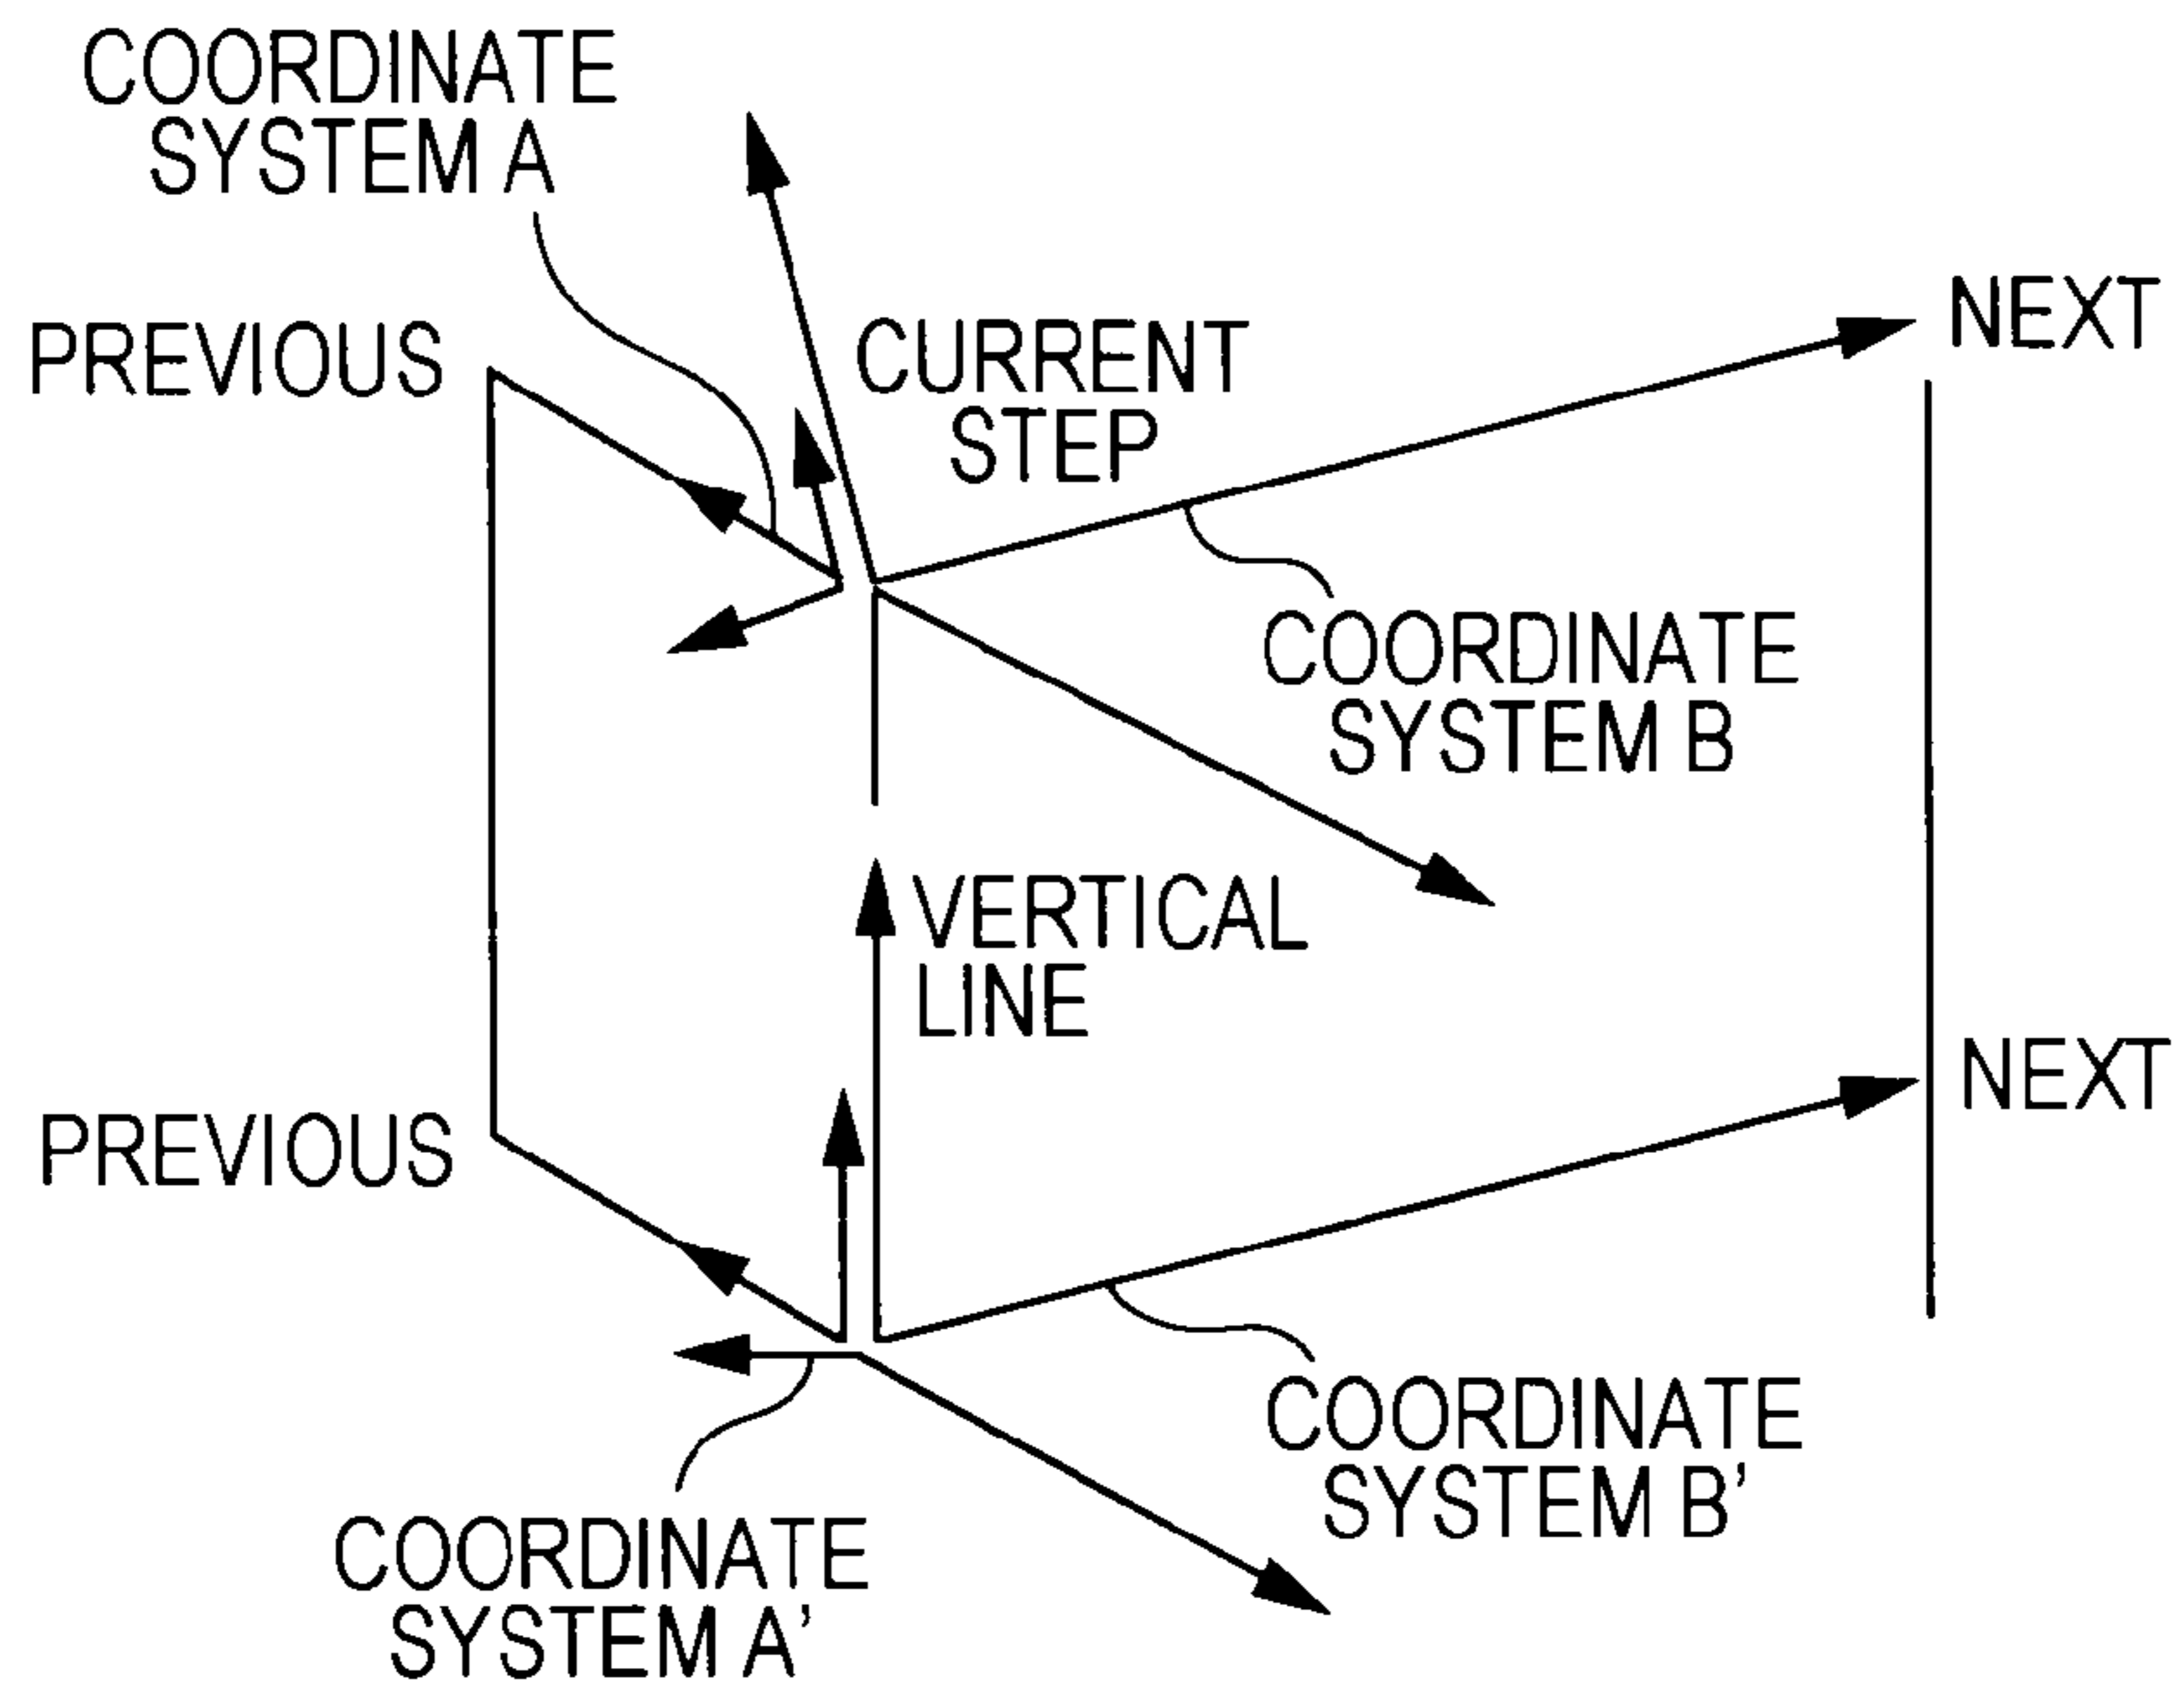 COORDINATE
SYSTEM A
PREVIOUS
CURRENT
STEP
NEXT
COORDINATE
SYSTEM B
VERTICAL
LINE
NEXT
PREVIOUS
COORDINATE
SYSTEM B’
COORDINATE
SYSTEM A’